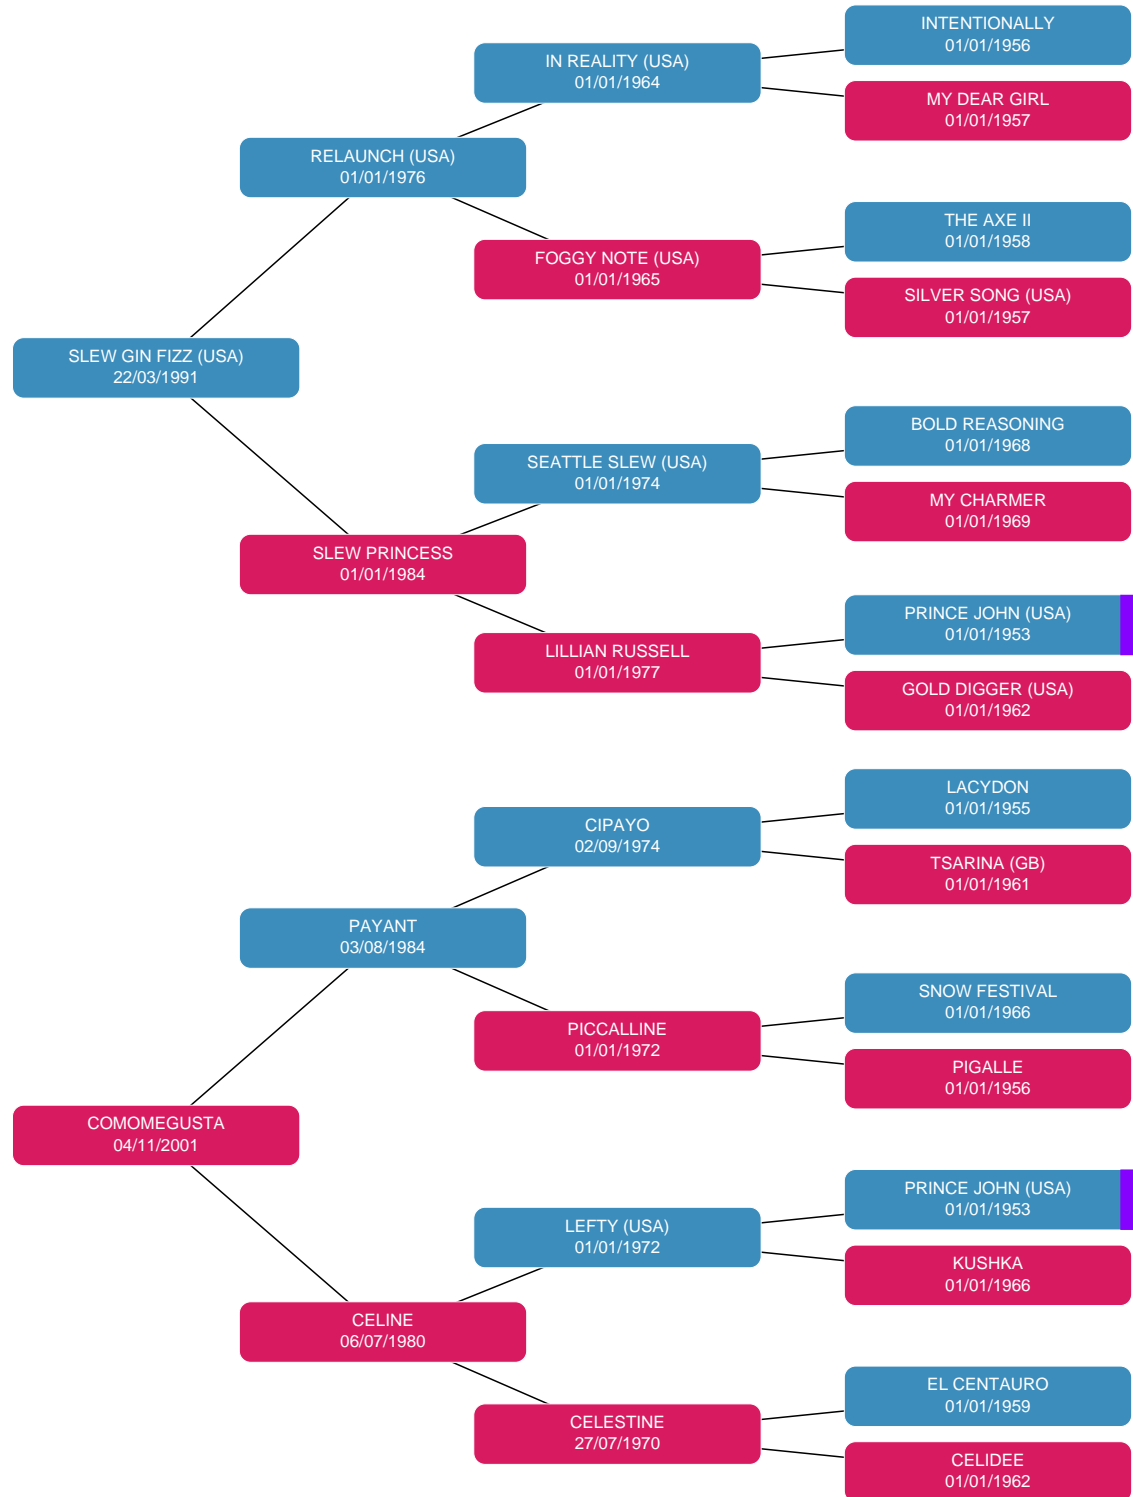 INTENTIONALLY
01/01/1956
IN REALITY (USA)
01/01/1964
MY DEAR GIRL
01/01/1957
RELAUNCH (USA)
01/01/1976
THE AXE II
01/01/1958
FOGGY NOTE (USA)
01/01/1965
SILVER SONG (USA)
01/01/1957
SLEW GIN FIZZ (USA)
22/03/1991
BOLD REASONING
01/01/1968
SEATTLE SLEW (USA)
01/01/1974
MY CHARMER
01/01/1969
SLEW PRINCESS
01/01/1984
PRINCE JOHN (USA)
01/01/1953
LILLIAN RUSSELL
01/01/1977
GOLD DIGGER (USA)
01/01/1962
LACYDON
01/01/1955
CIPAYO
02/09/1974
TSARINA (GB)
01/01/1961
PAYANT
03/08/1984
SNOW FESTIVAL
01/01/1966
PICCALLINE
01/01/1972
PIGALLE
01/01/1956
COMOMEGUSTA
04/11/2001
PRINCE JOHN (USA)
01/01/1953
LEFTY (USA)
01/01/1972
KUSHKA
01/01/1966
CELINE
06/07/1980
EL CENTAURO
01/01/1959
CELESTINE
27/07/1970
CELIDEE
01/01/1962